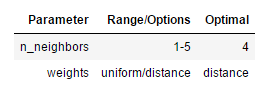 Parameter Range/Options Optimal
n_neighbors 1-5 4
weights uniform/distance distance